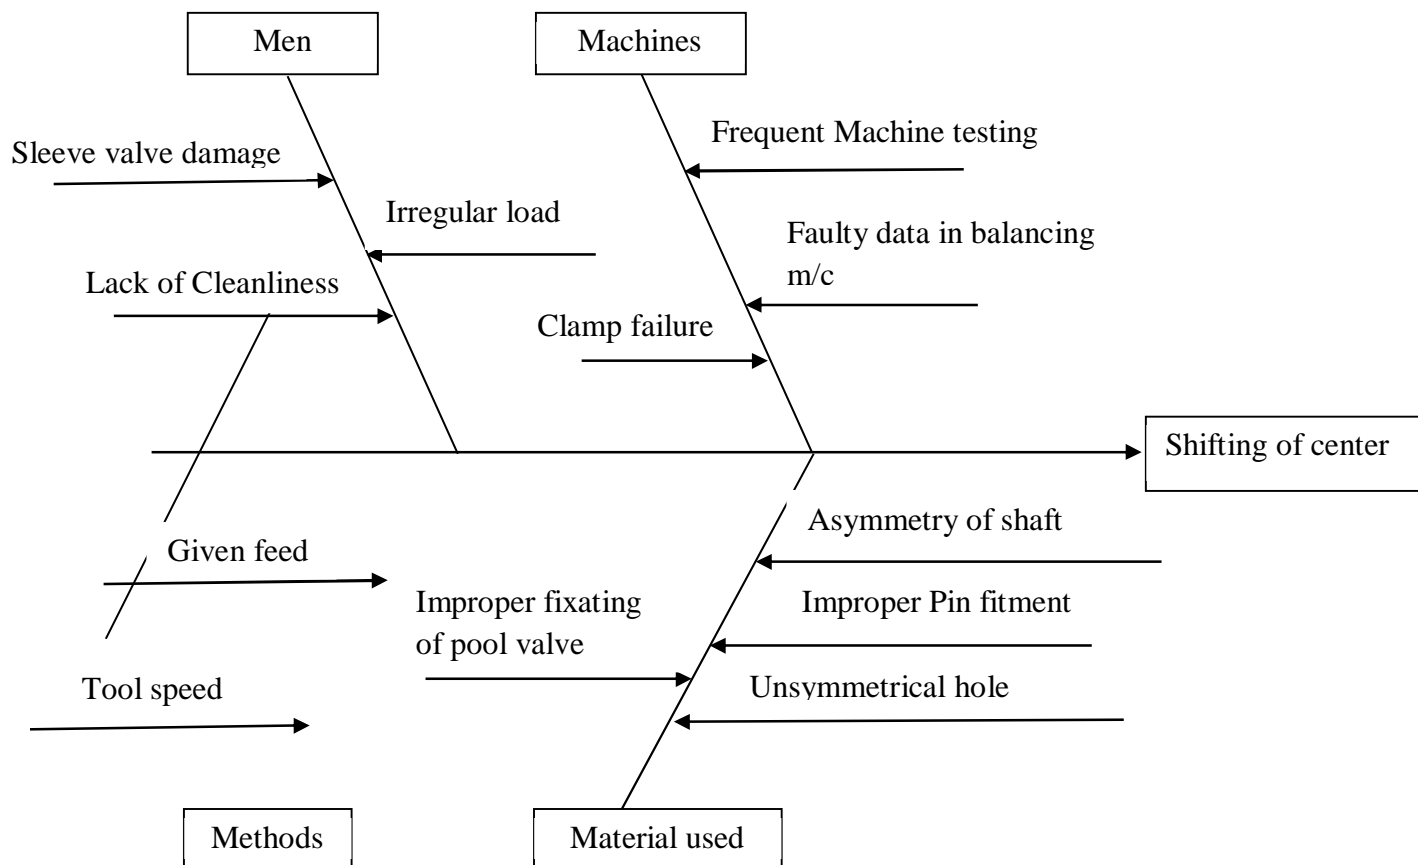 Men
Machines
Frequent Machine testing
Sleeve valve damage
Irregular load
Faulty data in balancing
m/c
Lack of Cleanliness
Clamp failure
Shifting of center
Asymmetry of shaft
Given feed
Improper fixating
of pool valve
Improper Pin fitment
Tool speed
Unsymmetrical hole
Methods
Material used